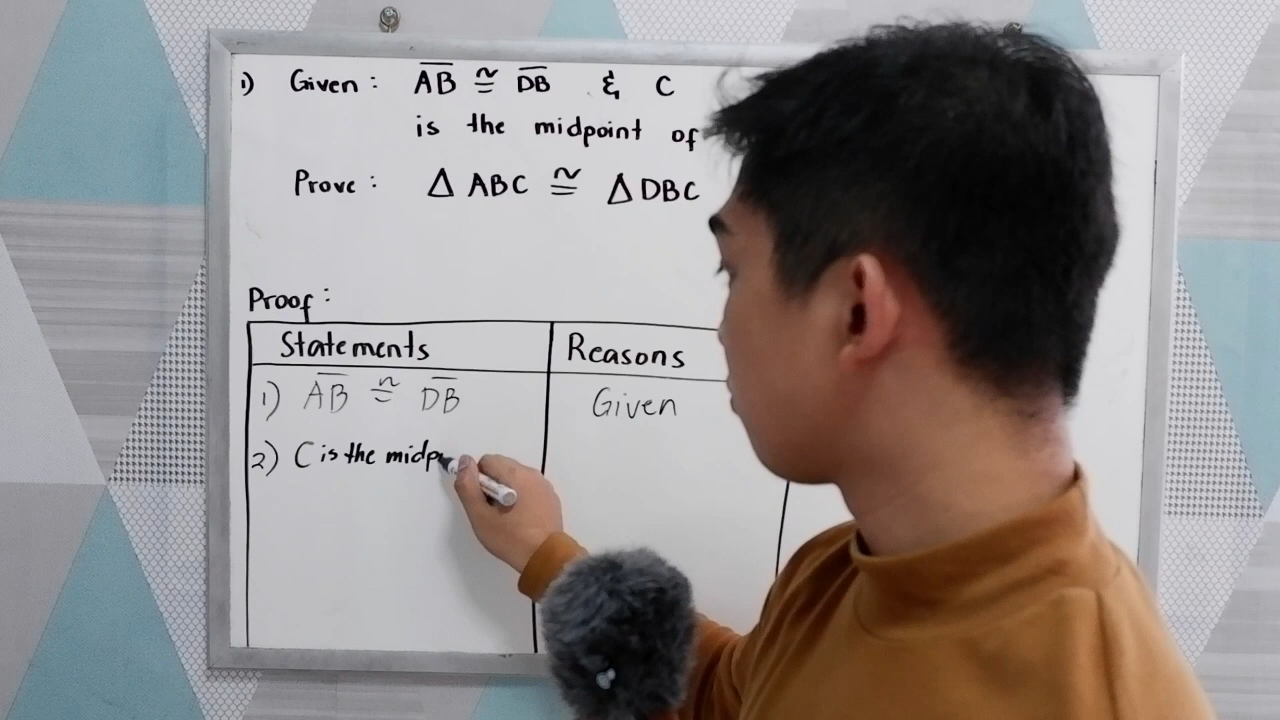 1) Given : AB ≅ DB & C
is the midpoint of
Prove : Δ ABC ≅ Δ DBC
Proof :
Statements Reasons
1) AB ≅ DB Given
2) C is the midp